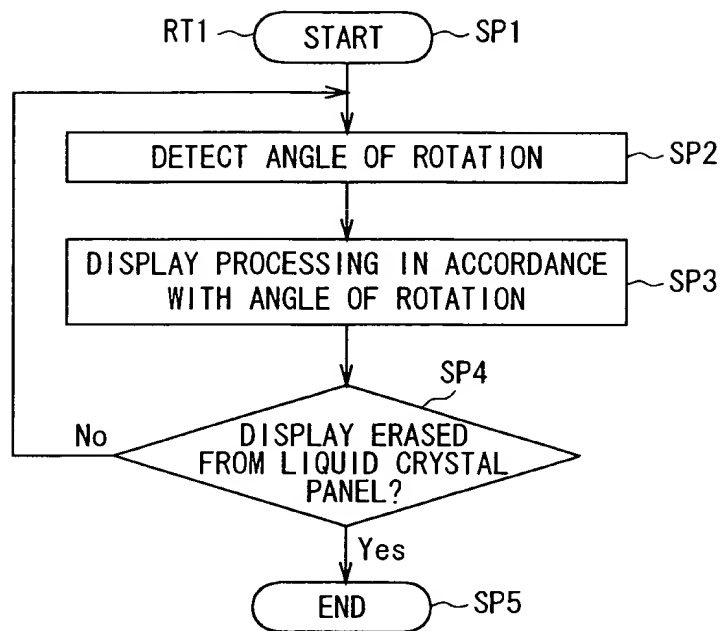 RT1 START SP1
DETECT ANGLE OF ROTATION SP2
DISPLAY PROCESSING IN ACCORDANCE
WITH ANGLE OF ROTATION
SP3
SP4
No
DISPLAY ERASED
FROM LIQUID CRYSTAL
PANEL?
Yes
END SP5